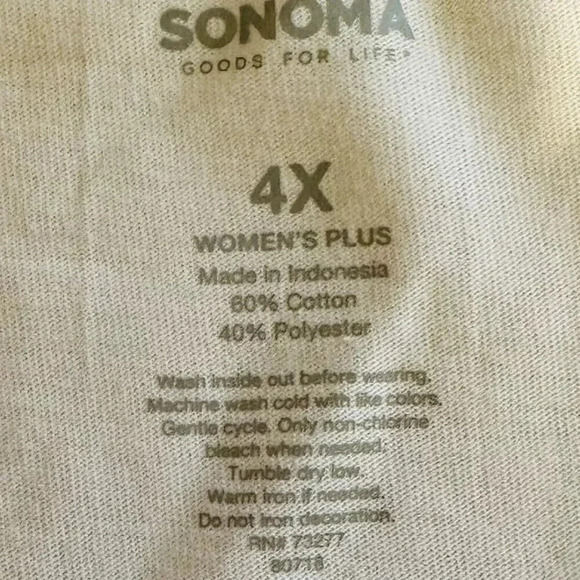 SONOMA
GOODS FOR LIFE
4X
WOMEN'S PLUS
Made in Indonesia
60% Cotton
40% Polyester
Wash inside out before wearing.
Machine wash cold with like colors.
Gentle cycle. Only non-chlorine
bleach when needed.
Tumble dry low.
Warm iron if needed.
Do not iron decoration.
RN# 73277
80718